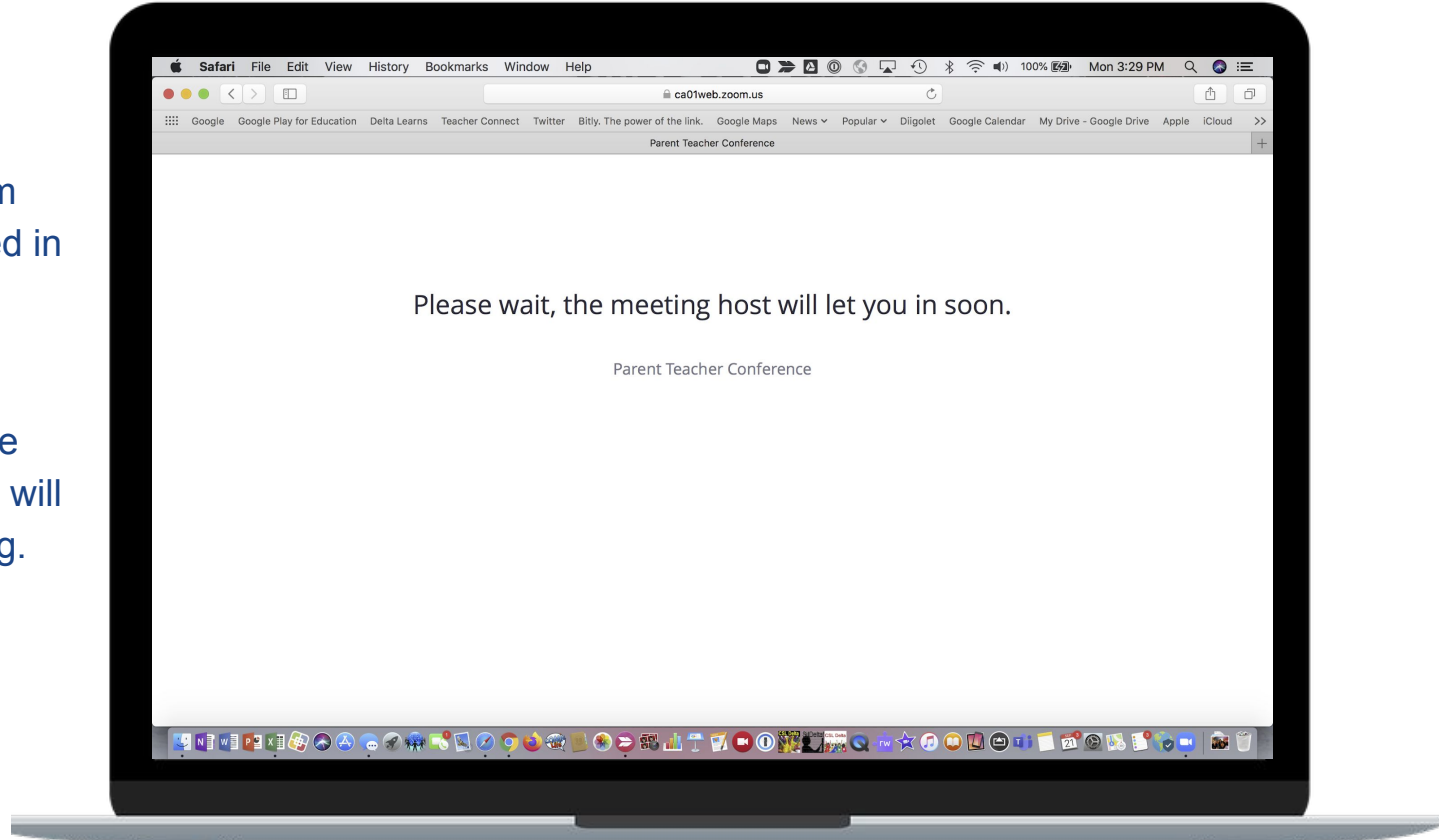 Safari File Edit View History Bookmarks Window Help 100% Mon 3:29 PM
ca01web.zoom.us
Google Google Play for Education Delta Learns Teacher Connect Twitter Bitly. The power of the link. Google Maps News Popular Diigolet Google Calendar My Drive - Google Drive Apple iCloud >>
Parent Teacher Conference +
ed in
Please wait, the meeting host will let you in soon.
Parent Teacher Conference
will
g.